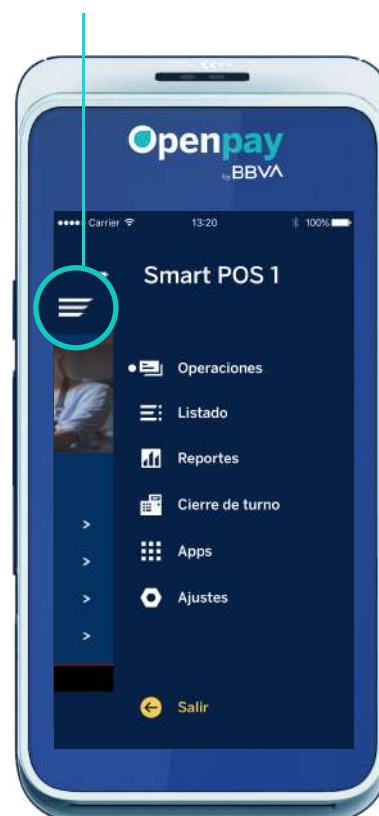 Openpay
by BBVA
Carrier 13:20 100%
Smart POS 1
Operaciones
Listado
Reportes
Cierre de turno
Apps
Ajustes
Salir